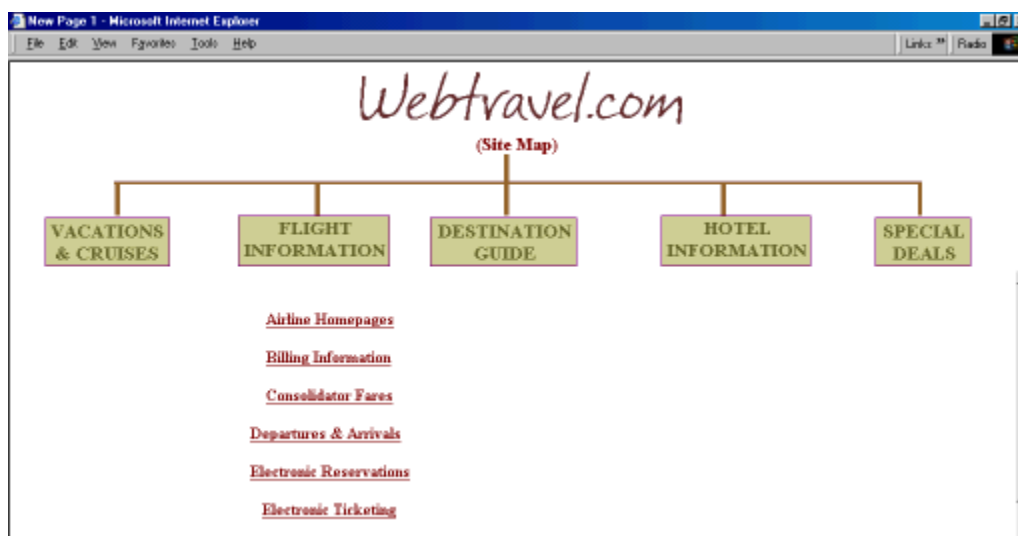 New Page 1 - Microsoft Internet Explorer
File Edit View Favorites Tools Help
Links » Radio
Webtravel.com
(Site Map)
VACATIONS
& CRUISES
FLIGHT
INFORMATION
DESTINATION
GUIDE
HOTEL
INFORMATION
SPECIAL
DEALS
Airline Homepages
Billing Information
Consolidator Fares
Departures & Arrivals
Electronic Reservations
Electronic Ticketing